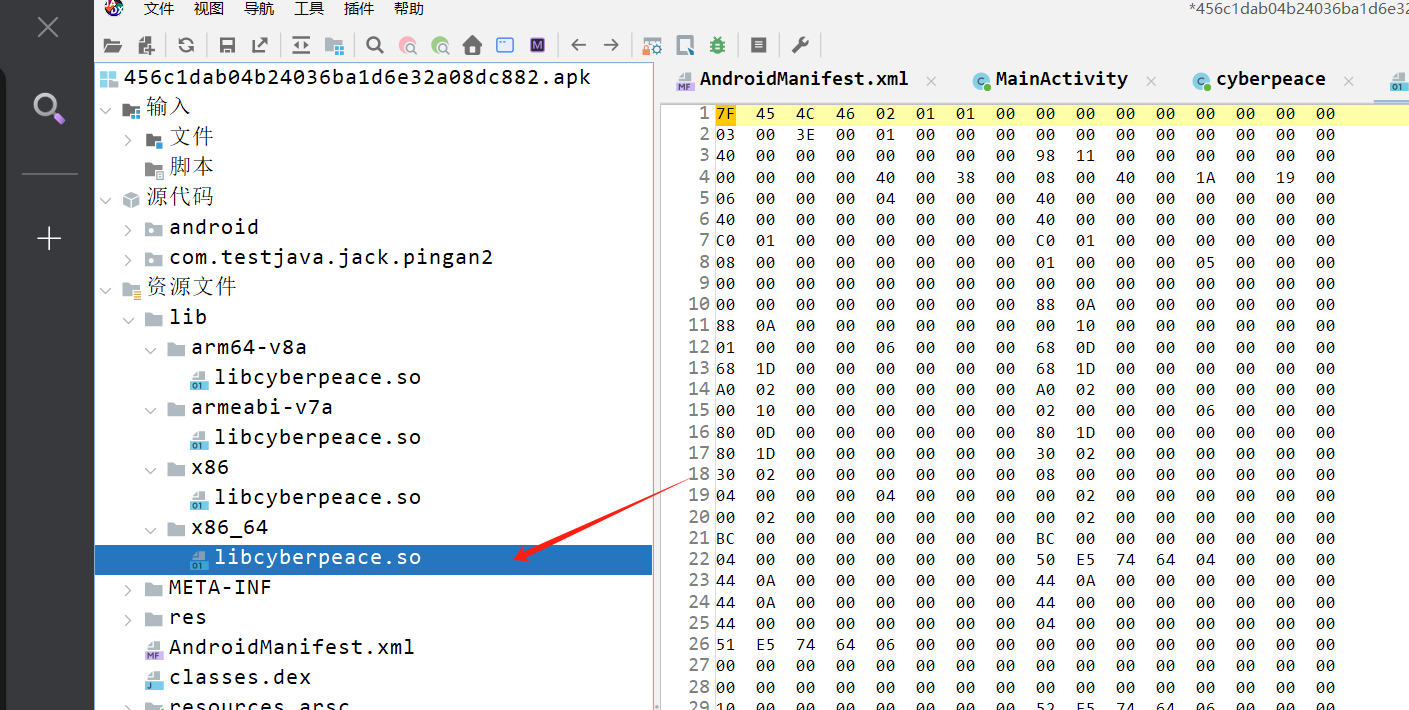 文件 视图 导航 工具 插件 帮助
*456c1dab04b24036ba1d6e32
456c1dab04b24036ba1d6e32a08dc882.apk
输入
文件
脚本
源代码
android
com.testjava.jack.pingan2
资源文件
lib
arm64-v8a
libcyberpeace.so
armeabi-v7a
libcyberpeace.so
x86
libcyberpeace.so
x86_64
libcyberpeace.so
META-INF
res
AndroidManifest.xml
classes.dex
resources.arsc
AndroidManifest.xml MainActivity cyberpeace
1 7F 45 4C 46 02 01 01 00 00 00 00 00 00 00 00 00
2 03 00 3E 00 01 00 00 00 00 00 00 00 00 00 00 00
3 40 00 00 00 00 00 00 00 98 11 00 00 00 00 00 00
4 00 00 00 00 40 00 38 00 08 00 40 00 1A 00 19 00
5 06 00 00 00 04 00 00 00 40 00 00 00 00 00 00 00
6 40 00 00 00 00 00 00 00 40 00 00 00 00 00 00 00
7 C0 01 00 00 00 00 00 00 C0 01 00 00 00 00 00 00
8 08 00 00 00 00 00 00 00 01 00 00 00 05 00 00 00
9 00 00 00 00 00 00 00 00 00 00 00 00 00 00 00 00
10 00 00 00 00 00 00 00 00 88 0A 00 00 00 00 00 00
11 88 0A 00 00 00 00 00 00 00 10 00 00 00 00 00 00
12 01 00 00 00 06 00 00 00 68 0D 00 00 00 00 00 00
13 68 1D 00 00 00 00 00 00 68 1D 00 00 00 00 00 00
14 A0 02 00 00 00 00 00 00 A0 02 00 00 00 00 00 00
15 00 10 00 00 00 00 00 00 02 00 00 00 06 00 00 00
16 80 0D 00 00 00 00 00 00 80 1D 00 00 00 00 00 00
17 80 1D 00 00 00 00 00 00 30 02 00 00 00 00 00 00
18 30 02 00 00 00 00 00 00 08 00 00 00 00 00 00 00
19 04 00 00 00 04 00 00 00 00 02 00 00 00 00 00 00
20 00 02 00 00 00 00 00 00 00 02 00 00 00 00 00 00
21 BC 00 00 00 00 00 00 00 BC 00 00 00 00 00 00 00
22 04 00 00 00 00 00 00 00 50 E5 74 64 04 00 00 00
23 44 0A 00 00 00 00 00 00 44 0A 00 00 00 00 00 00
24 44 0A 00 00 00 00 00 00 44 00 00 00 00 00 00 00
25 44 00 00 00 00 00 00 00 04 00 00 00 00 00 00 00
26 51 E5 74 64 06 00 00 00 00 00 00 00 00 00 00 00
27 00 00 00 00 00 00 00 00 00 00 00 00 00 00 00 00
28 00 00 00 00 00 00 00 00 00 00 00 00 00 00 00 00
29 10 00 00 00 00 00 00 00 52 E5 74 64 06 00 00 00